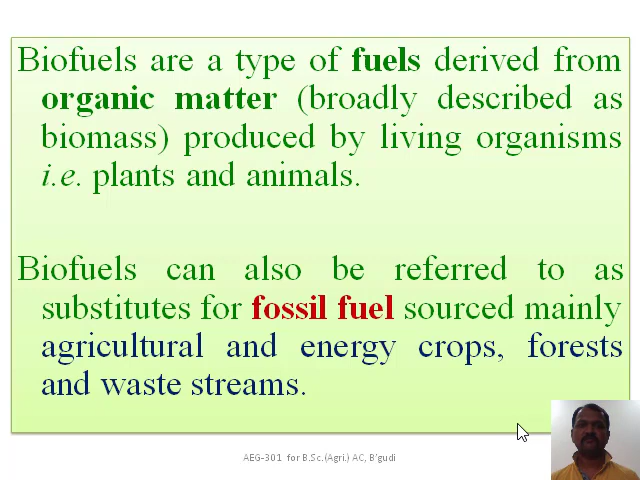 Biofuels are a type of fuels derived from
organic matter (broadly described as
biomass) produced by living organisms
i.e. plants and animals.
Biofuels can also be referred to as
substitutes for fossil fuel sourced mainly
agricultural and energy crops, forests
and waste streams.
AEG-301 for B.Sc.(Agri.) AC, B'gudi